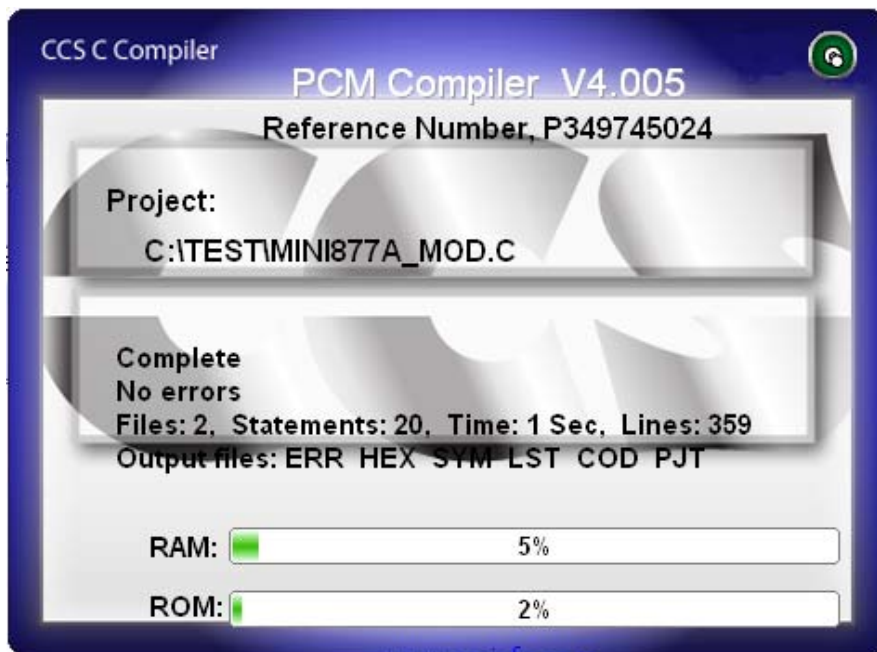 CCS C Compiler
PCM Compiler V4.005
Reference Number, P349745024
Project:
C:\TEST\MINI877A_MOD.C
Complete
No errors
Files: 2, Statements: 20, Time: 1 Sec, Lines: 359
Output files: ERR HEX SYM LST COD PJT
RAM: 5%
ROM: 2%